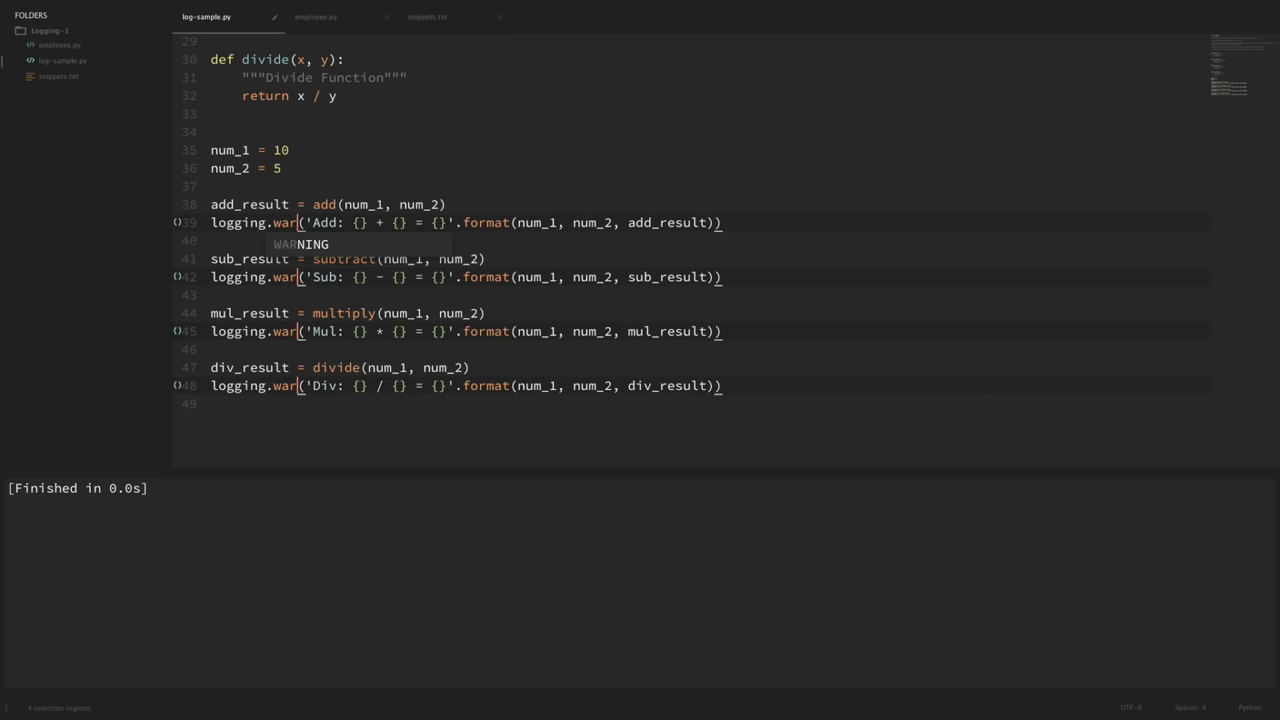 FOLDERS
Logging-1
employee.py
log-sample.py
snippets.txt
log-sample.py employee.py snippets.txt
29
30 def divide(x, y):
31 """Divide Function"""
32 return x / y
33
34
35 num_1 = 10
36 num_2 = 5
37
38 add_result = add(num_1, num_2)
39 logging.war('Add: {} + {} = {}'.format(num_1, num_2, add_result))
40 WARNING
41 sub_result = subtract(num_1, num_2)
42 logging.war('Sub: {} - {} = {}'.format(num_1, num_2, sub_result))
43
44 mul_result = multiply(num_1, num_2)
45 logging.war('Mul: {} * {} = {}'.format(num_1, num_2, mul_result))
46
47 div_result = divide(num_1, num_2)
48 logging.war('Div: {} / {} = {}'.format(num_1, num_2, div_result))
49
[Finished in 0.0s]
4 selection regions UTF-8 Spaces: 4 Python